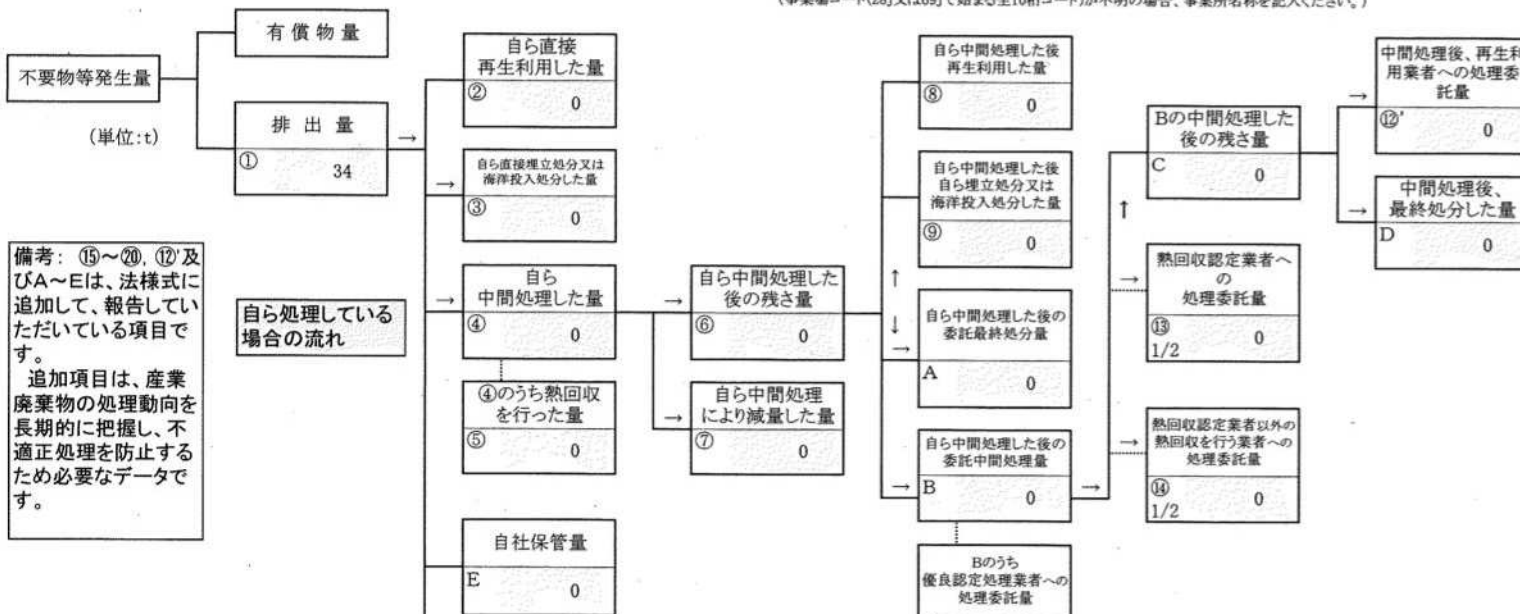 有償物量
不要物等発生量
(単位:t)
排出量
①
34
→
自ら直接
再生利用した量
②
0
→
自ら直接埋立処分又は
海洋投入処分した量
③
0
→
自ら
中間処理した量
④
0
④のうち熱回収
を行った量
⑤
0
自社保管量
E
0
備考: ⑮~⑳, ⑫'及
びA~Eは、法様式に
追加して、報告してい
ただいている項目で
す。
追加項目は、産業
廃棄物の処理動向を
長期的に把握し、不
適正処理を防止する
ため必要なデータで
す。
自ら処理している
場合の流れ
→
自ら中間処理した
後の残さ量
⑥
0
→
自ら中間処理
により減量した量
⑦
0
自ら中間処理した後
再生利用した量
⑧
0
自ら中間処理した後
自ら埋立処分又は
海洋投入処分した量
⑨
0
↑
↓
→
自ら中間処理した後の
委託最終処分量
A
0
→
自ら中間処理した後の
委託中間処理量
B
0
Bのうち
優良認定処理業者への
処理委託量
→
↑
Bの中間処理した
後の残さ量
C
0
→
熱回収認定業者へ
の
処理委託量
⑬
1/2
0
→
熱回収認定業者以外の
熱回収を行う業者への
処理委託量
⑭
1/2
0
→
中間処理後、再生利
用業者への処理委
託量
⑫'
0
→
中間処理後、
最終処分した量
D
0